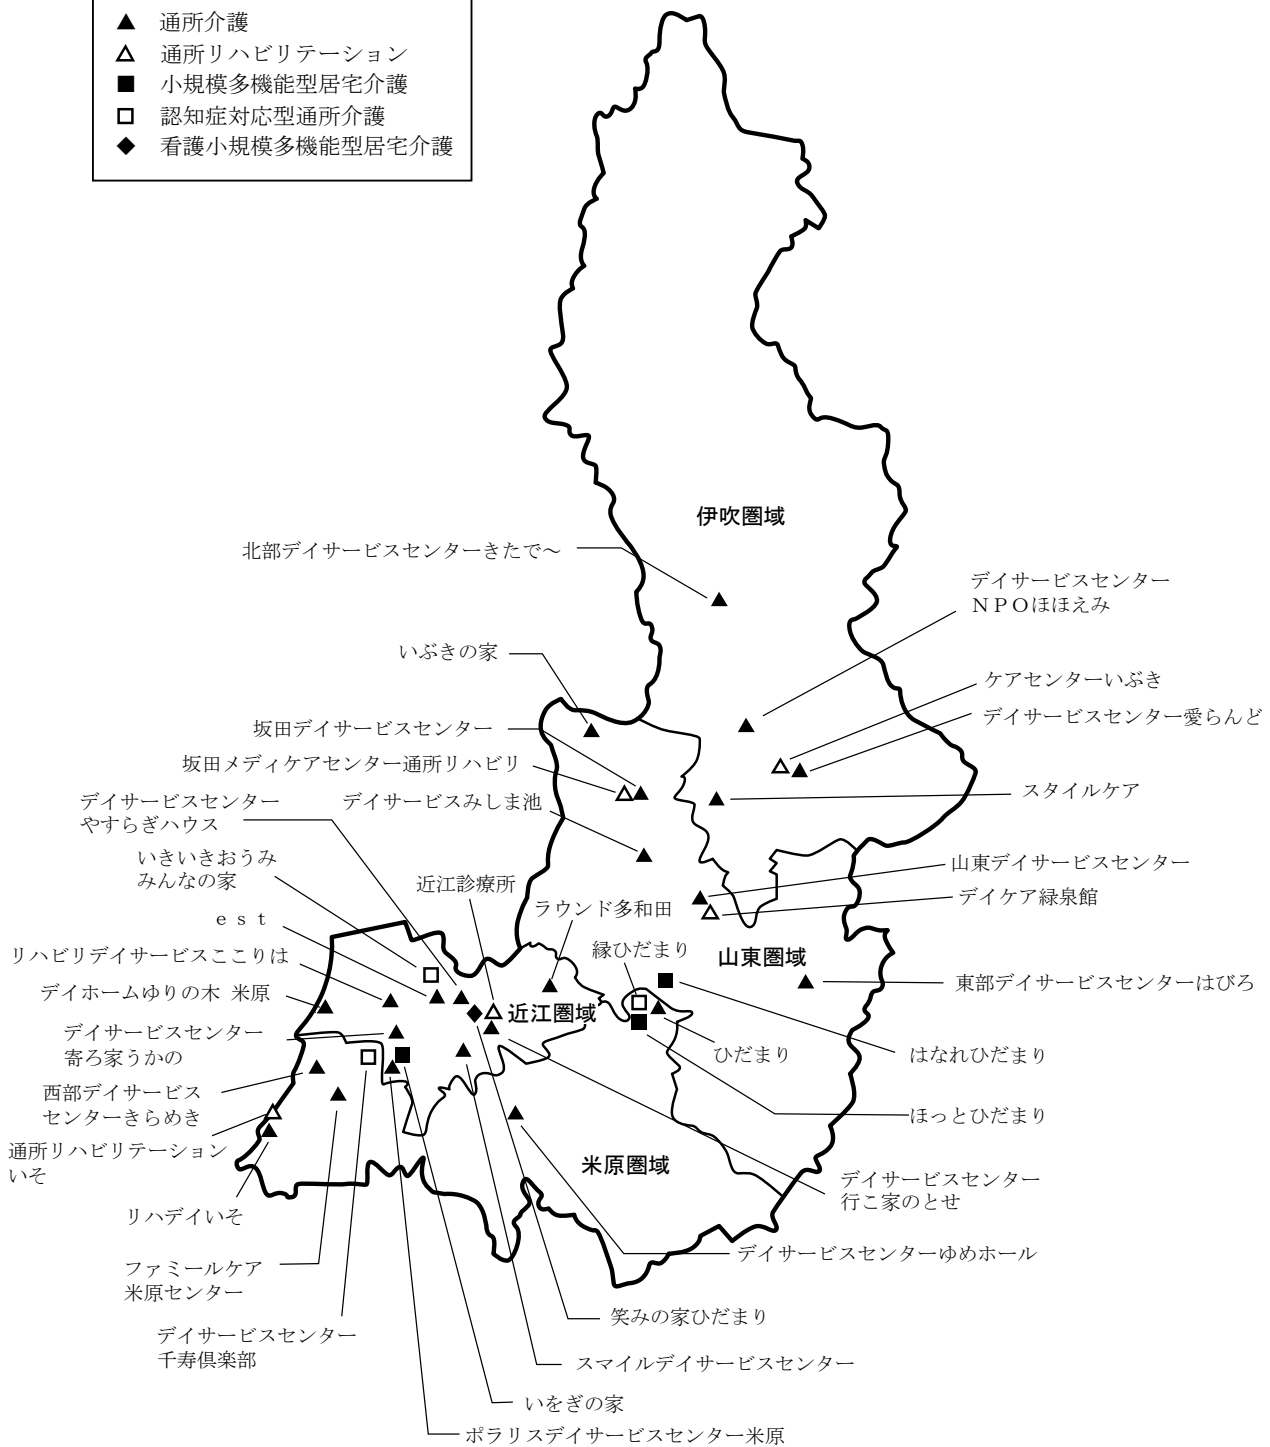 ▲ 通所介護
△ 通所リハビリテーション
■ 小規模多機能型居宅介護
□ 認知症対応型通所介護
◆ 看護小規模多機能型居宅介護
伊吹圏域
北部デイサービスセンターきたで～
デイサービスセンター
ＮＰＯほほえみ
いぶきの家
ケアセンターいぶき
デイサービスセンター愛らんど
坂田デイサービスセンター
坂田メディケアセンター通所リハビリ
スタイルケア
デイサービスセンター
やすらぎハウス
デイサービスみしま池
いきいきおうみ
みんなの家
山東デイサービスセンター
近江診療所
デイケア緑泉館
ラウンド多和田
ｅｓｔ
縁ひだまり
山東圏域
リハビリデイサービスここりは
東部デイサービスセンターはびろ
デイホームゆりの木 米原
近江圏域
デイサービスセンター
寄ろ家うかの
ひだまり
はなれひだまり
西部デイサービス
センターきらめき
ほっとひだまり
通所リハビリテーション
いそ
米原圏域
デイサービスセンター
行こ家のとせ
リハデイいそ
デイサービスセンターゆめホール
ファミールケア
米原センター
笑みの家ひだまり
デイサービスセンター
千寿倶楽部
スマイルデイサービスセンター
いをぎの家
ポラリスデイサービスセンター米原